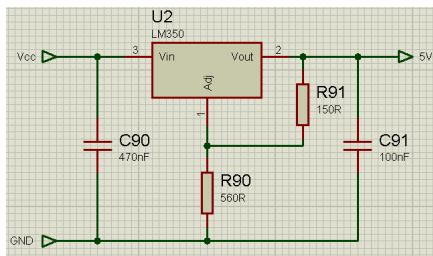 U2
LM350
Vcc
3
Vin
Vout
2
5V
Adj
1
R91
150R
C90
470nF
C91
100nF
R90
560R
GND